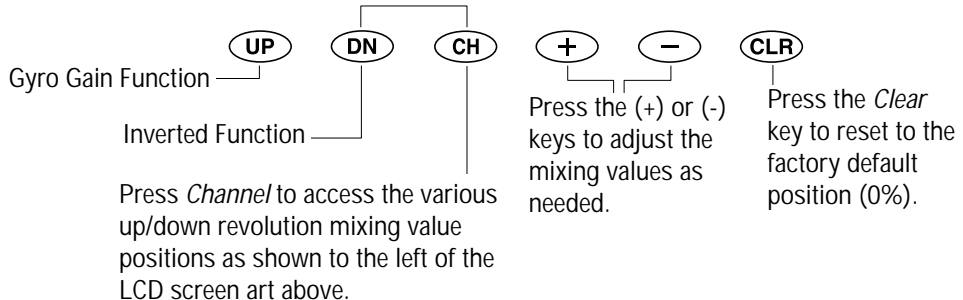 UP DN CH + − CLR
Gyro Gain Function
Inverted Function
Press Channel to access the various
up/down revolution mixing value
positions as shown to the left of the
LCD screen art above.
Press the (+) or (-)
keys to adjust the
mixing values as
needed.
Press the Clear
key to reset to the
factory default
position (0%).